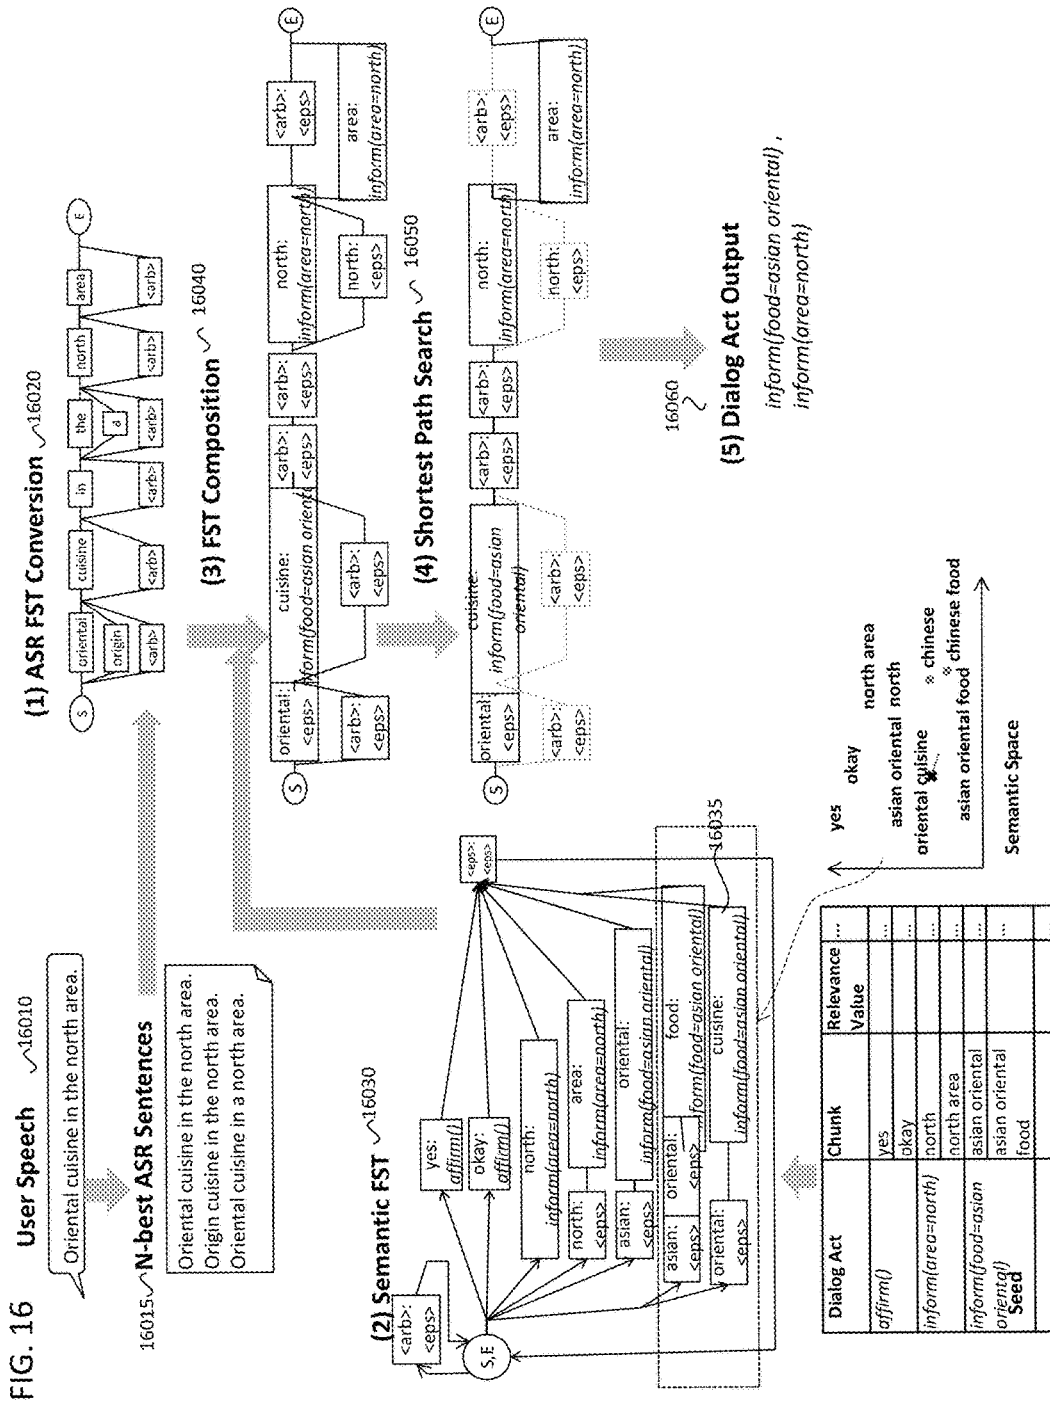 FIG. 16
User Speech
16010
Oriental cuisine in the north area.
16015
N-best ASR Sentences
Oriental cuisine in the north area.
Origin cuisine in the north area.
Oriental cuisine in a north area.
(1) ASR FST Conversion
16020
S
oriental
cuisine
in
the
north
area
E
origin
a
<arb>
<arb>
<arb>
<arb>
<arb>
<arb>
(2) Semantic FST
16030
<arb>:
<eps>
S,E
yes:
affirm()
okay:
affirm()
north:
inform(area=north)
north:
<eps>
area:
inform(area=north)
asian:
<eps>
oriental:
inform(food=asian oriental)
asian:
<eps>
oriental:
<eps>
food:
inform(food=asian oriental)
oriental:
<eps>
cuisine:
inform(food=asian oriental)
<eps>:
<eps>
16035
(3) FST Composition
16040
S
oriental:
<eps>
cuisine:
inform(food=asian oriental)
<arb>:
<eps>
<arb>:
<eps>
north:
inform(area=north)
<arb>:
<eps>
E
<arb>:
<eps>
<arb>:
<eps>
north:
<eps>
area:
inform(area=north)
(4) Shortest Path Search
16050
S
oriental:
<eps>
cuisine:
inform(food=asian
oriental)
<arb>:
<eps>
<arb>:
<eps>
north:
inform(area=north)
<arb>:
<eps>
E
<arb>:
<eps>
<arb>:
<eps>
north:
<eps>
area:
inform(area=north)
16060
(5) Dialog Act Output
inform(food=asian oriental) ,
inform(area=north)
Dialog Act
Chunk
Relevance
Value
...
affirm()
yes
...
okay
...
inform(area=north)
north
...
north area
...
inform(food=asian
oriental)
Seed
asian oriental
...
asian oriental
food
...
yes
okay
north area
asian oriental north
oriental cuisine
chinese
chinese food
asian oriental food
Semantic Space